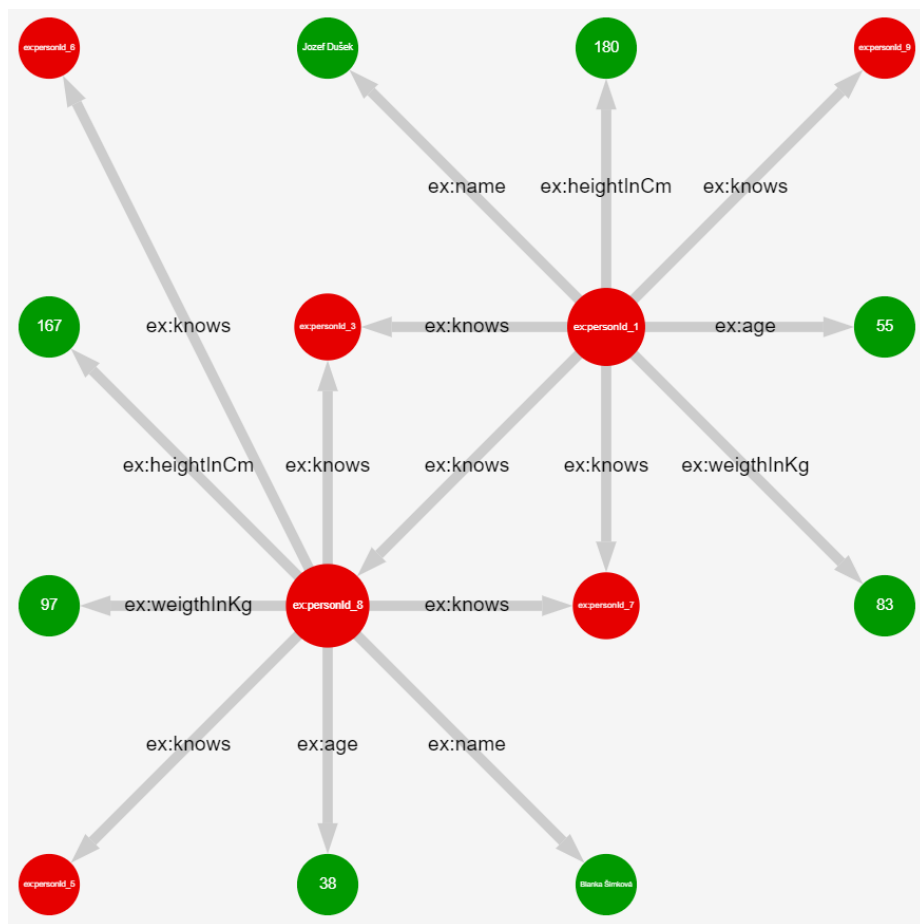 ex:personId_6
Jozef Dušek
180
ex:personId_9
ex:name
ex:heightInCm
ex:knows
167
ex:knows
ex:personId_3
ex:knows
ex:personId_1
ex:age
55
ex:heightInCm
ex:knows
ex:knows
ex:knows
ex:weigthInKg
97
ex:weigthInKg
ex:personId_8
ex:knows
ex:personId_7
83
ex:knows
ex:age
ex:name
ex:personId_5
38
Blanka Šimková